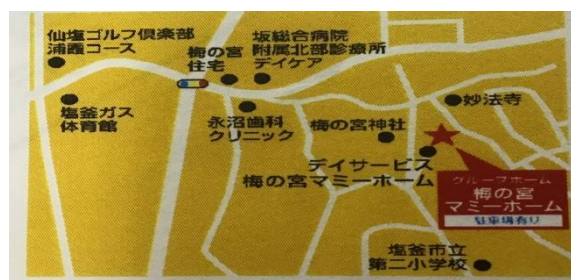 仙塩ゴルフ倶楽部
浦霞コース
梅の宮
住宅
坂総合病院
附属北部診療所
デイケア
塩釜ガス
体育館
永沼歯科
クリニック
梅の宮神社
妙法寺
デイサービス
梅の宮マミーホーム
グループホーム
梅の宮
マミーホーム
駐車場有り
塩釜市立
第二小学校